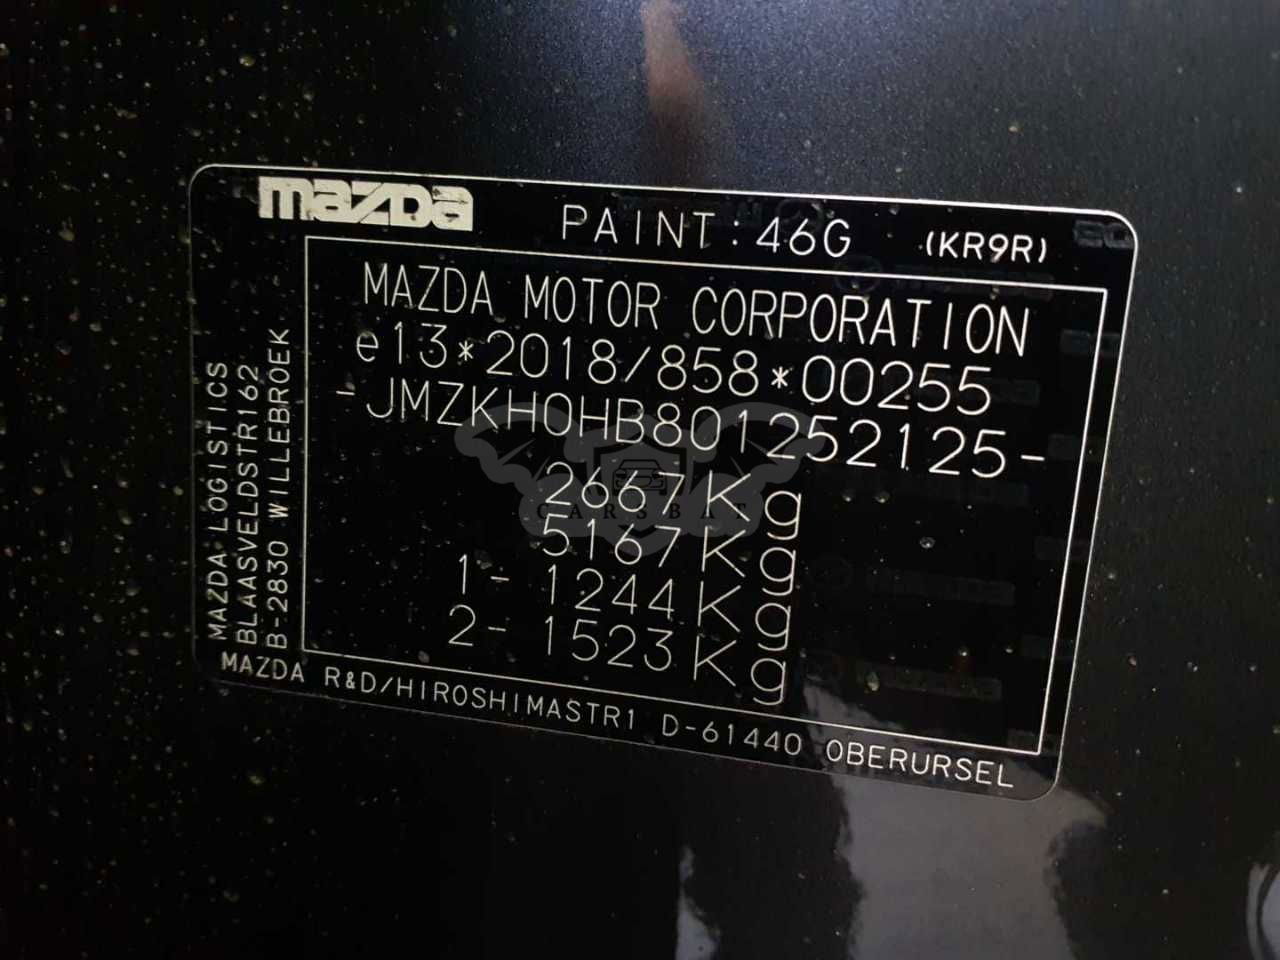 mazda PAINT : 46G (KR9R)
MAZDA MOTOR CORPORATION
e13*2018/858*00255
-JMZKH0HB801252125-
2667Kg
5167Kg
1- 1244Kg
2- 1523Kg
MAZDA LOGISTICS
BLAASVELDSTR162
B-2830 WILLEBROEK
MAZDA R&D/HIROSHIMASTR1 D-61440 OBERURSEL
CARSBAT